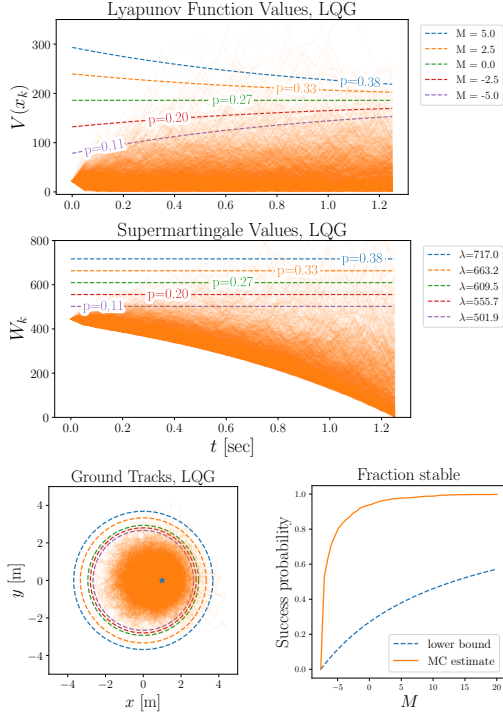 Lyapunov Function Values, LQG
300
200
100
0
V(x_k)
p=0.38
p=0.33
p=0.27
p=0.20
p=0.11
0.0 0.2 0.4 0.6 0.8 1.0 1.2
M = 5.0
M = 2.5
M = 0.0
M = -2.5
M = -5.0
Supermartingale Values, LQG
800
600
400
200
0
W_k
p=0.38
p=0.33
p=0.27
p=0.20
p=0.11
0.0 0.2 0.4 0.6 0.8 1.0 1.2
t [sec]
λ=717.0
λ=663.2
λ=609.5
λ=555.7
λ=501.9
Ground Tracks, LQG
4
2
0
−2
−4
y [m]
−4 −2 0 2 4
x [m]
Fraction stable
1.0
0.8
0.6
0.4
0.2
0.0
Success probability
lower bound
MC estimate
−5 0 5 10 15 20
M